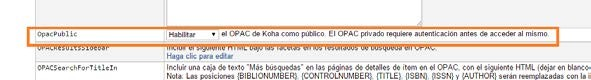 OpacPublic Habilitar el OPAC de Koha como público. El OPAC privado requiere autenticación antes de acceder al mismo.
OPACResultsSidebar Incluir el siguiente HTML bajo las facetas en los resultados de búsqueda en OPAC.
Haga clic para editar
OPACSearchForTitleIn Incluir una caja de texto "Más búsquedas" en las páginas de detalles de ítem en el OPAC, con el siguiente HTML (dejar en blanco
Nota: Las posiciones {BIBLIONUMBER}, {CONTROLNUMBER}, {TITLE}, {ISBN}, {ISSN} y {AUTHOR} serán reemplazadas con la